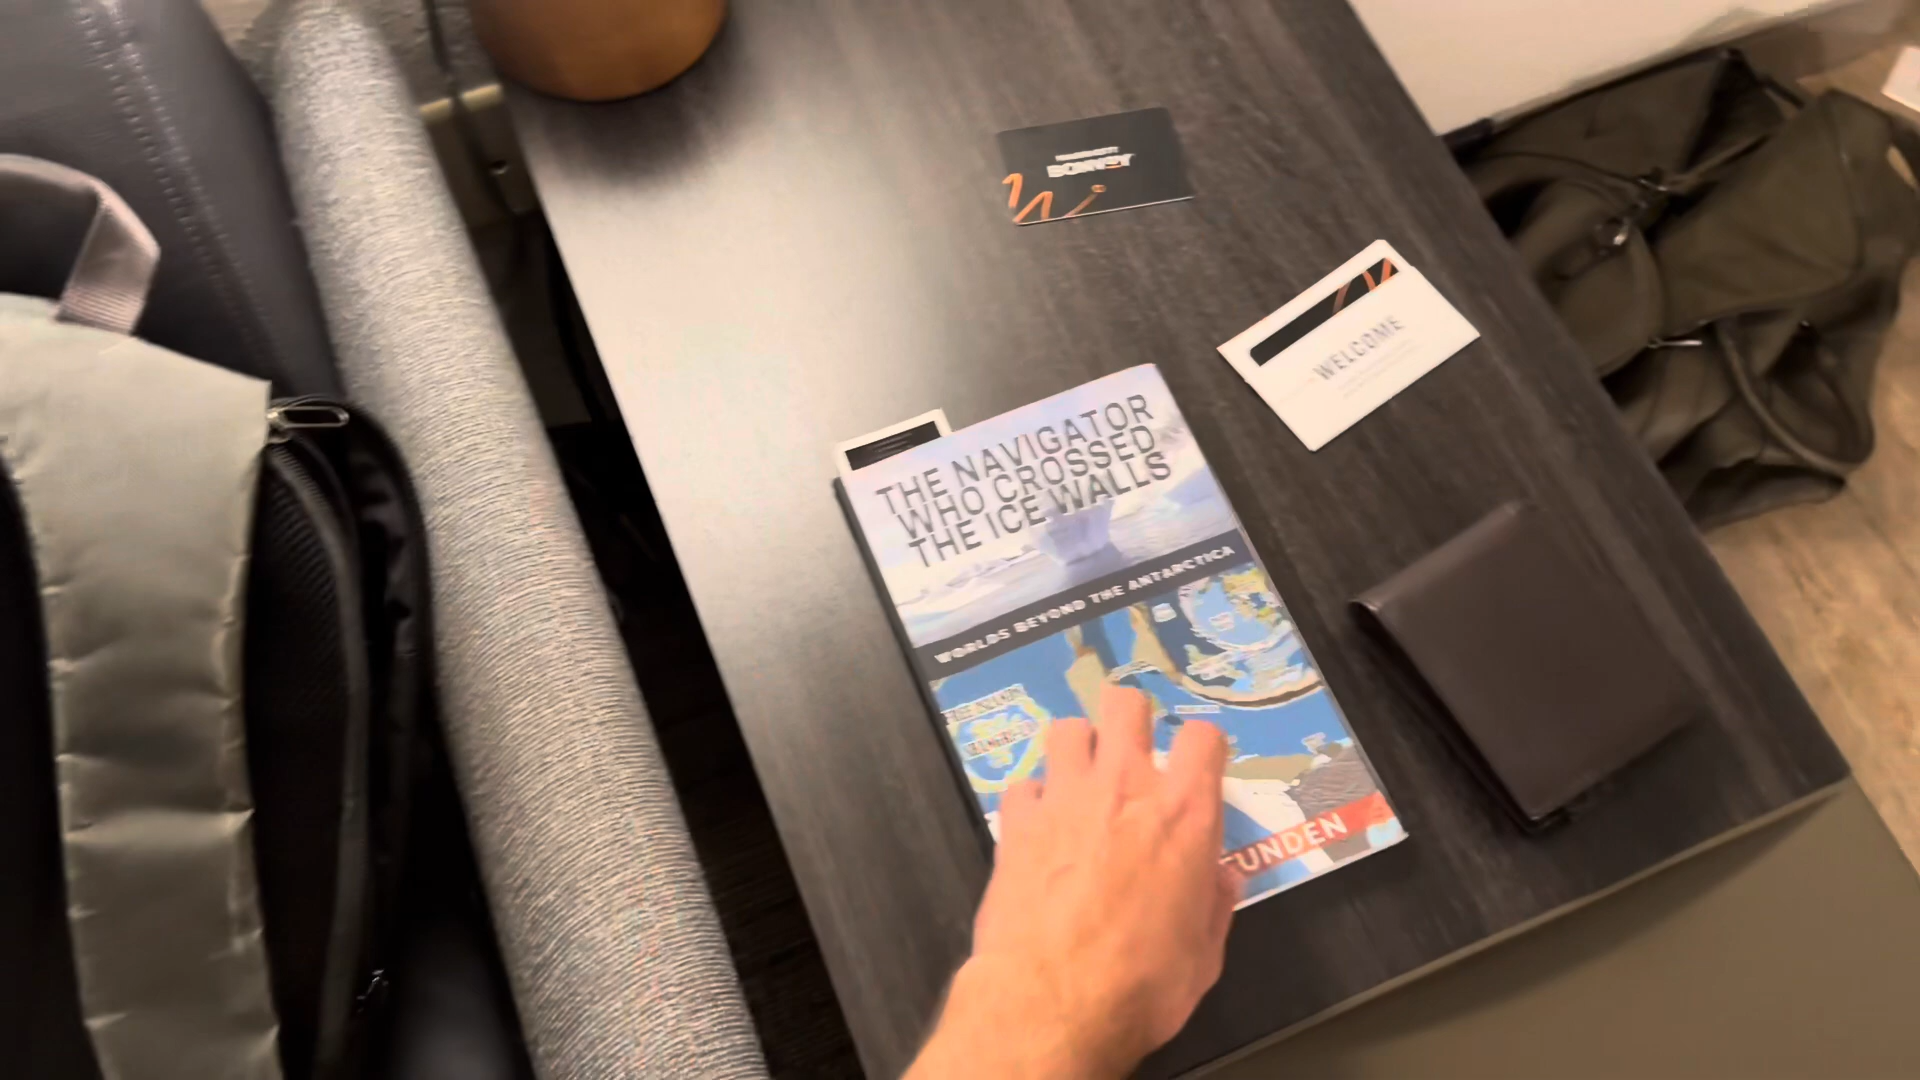 BONVOY
WELCOME
THE NAVIGATOR
WHO CROSSED
THE ICE WALLS
WORLDS BEYOND THE ANTARCTICA
FUNDEN